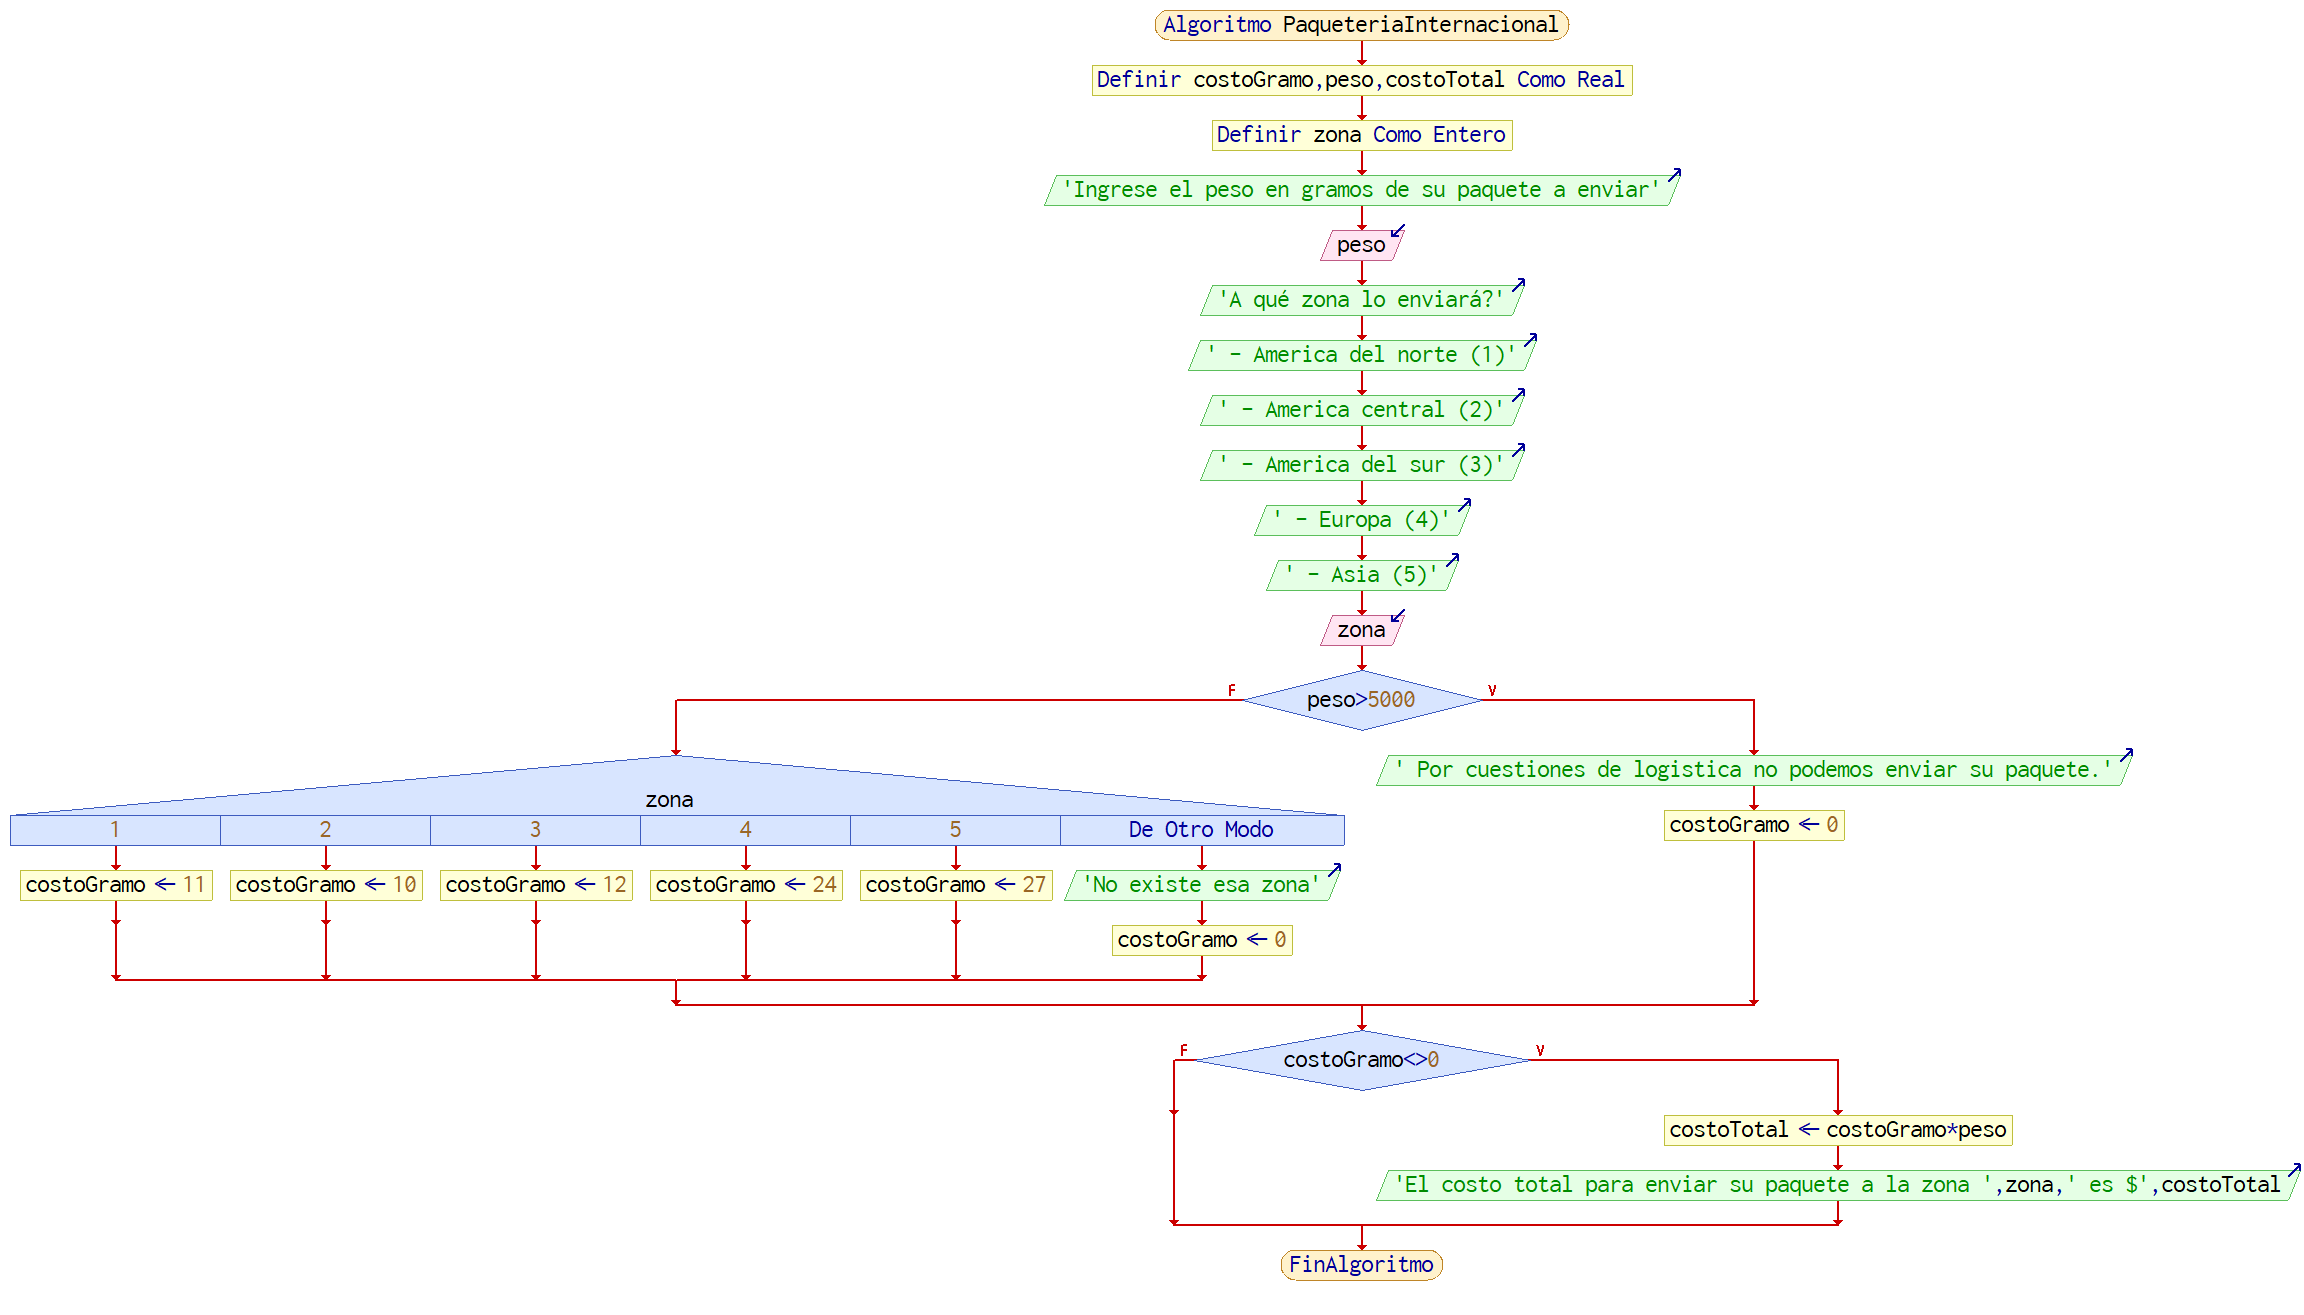 Algoritmo PaqueteriaInternacional
Definir costoGramo,peso,costoTotal Como Real
Definir zona Como Entero
'Ingrese el peso en gramos de su paquete a enviar'
peso
'A qué zona lo enviará?'
' - America del norte (1)'
' - America central (2)'
' - America del sur (3)'
' - Europa (4)'
' - Asia (5)'
zona
F peso>5000 V
zona
1 2 3 4 5 De Otro Modo
costoGramo ← 11
costoGramo ← 10
costoGramo ← 12
costoGramo ← 24
costoGramo ← 27
'No existe esa zona'
costoGramo ← 0
' Por cuestiones de logistica no podemos enviar su paquete.'
costoGramo ← 0
F costoGramo<>0 V
costoTotal ← costoGramo*peso
'El costo total para enviar su paquete a la zona ',zona,' es $',costoTotal
FinAlgoritmo